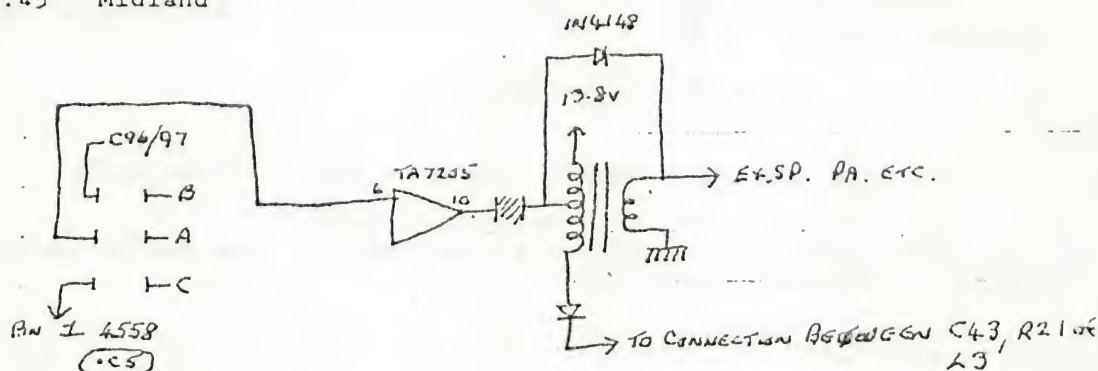 Midland
1N4148
13.8V
C96/97
TA7205
6
10
B
A
C
EX.SP. PA. ETC.
PIN 1 4558
TO CONNECTION BETWEEN C43, R21
L3